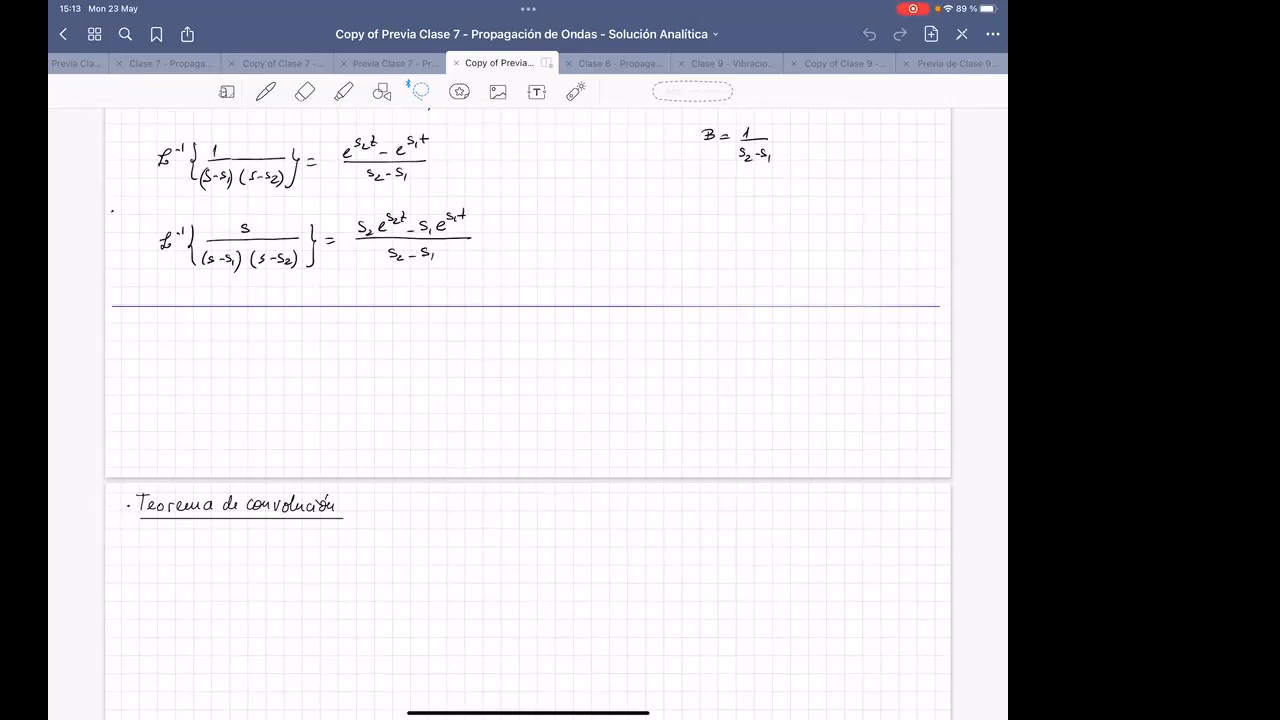 15:13 Mon 23 May
89 %
Copy of Previa Clase 7 - Propagación de Ondas - Solución Analítica
Previa Cla...
Clase 7 - Propaga...
Copy of Clase 7 -...
Previa Clase 7 - Pr...
Copy of Previa...
Clase 8 - Propaga...
Clase 9 - Vibracio...
Copy of Clase 9 -...
Previa de Clase 9...
B = 1/(s₂-s₁)
ℒ⁻¹{1/((s-s₁)(s-s₂))} = (e^{s₂t} - e^{s₁t})/(s₂-s₁)
ℒ⁻¹{s/((s-s₁)(s-s₂))} = (s₂e^{s₂t} - s₁e^{s₁t})/(s₂-s₁)
· Teorema de convolución